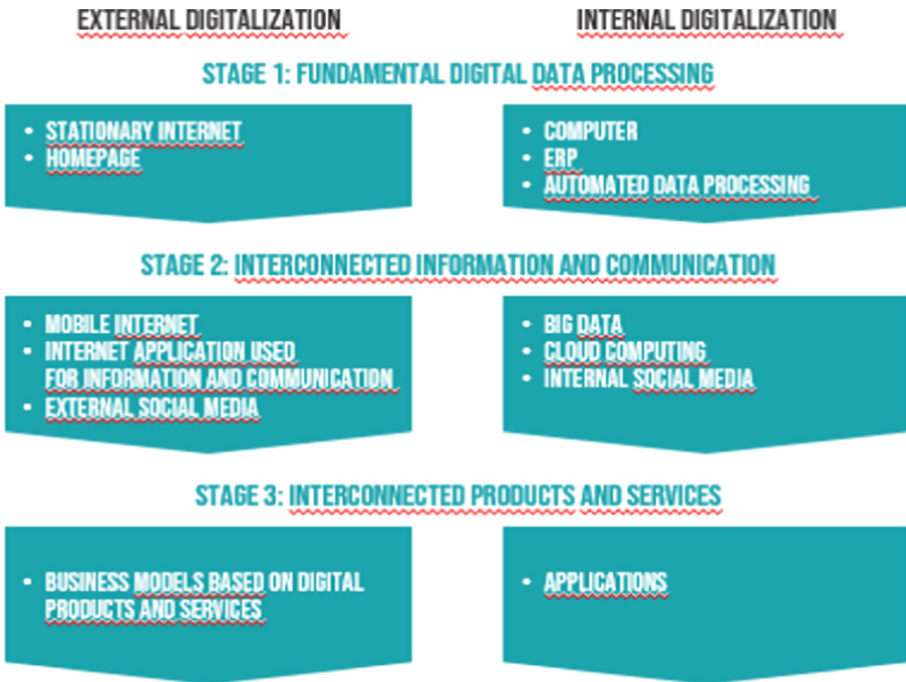 EXTERNAL DIGITALIZATION
INTERNAL DIGITALIZATION
STAGE 1: FUNDAMENTAL DIGITAL DATA PROCESSING
• STATIONARY INTERNET
• HOMEPAGE
• COMPUTER
• ERP
• AUTOMATED DATA PROCESSING
STAGE 2: INTERCONNECTED INFORMATION AND COMMUNICATION
• MOBILE INTERNET
• INTERNET APPLICATION USED
FOR INFORMATION AND COMMUNICATION
• EXTERNAL SOCIAL MEDIA
• BIG DATA
• CLOUD COMPUTING
• INTERNAL SOCIAL MEDIA
STAGE 3: INTERCONNECTED PRODUCTS AND SERVICES
• BUSINESS MODELS BASED ON DIGITAL
PRODUCTS AND SERVICES
• APPLICATIONS